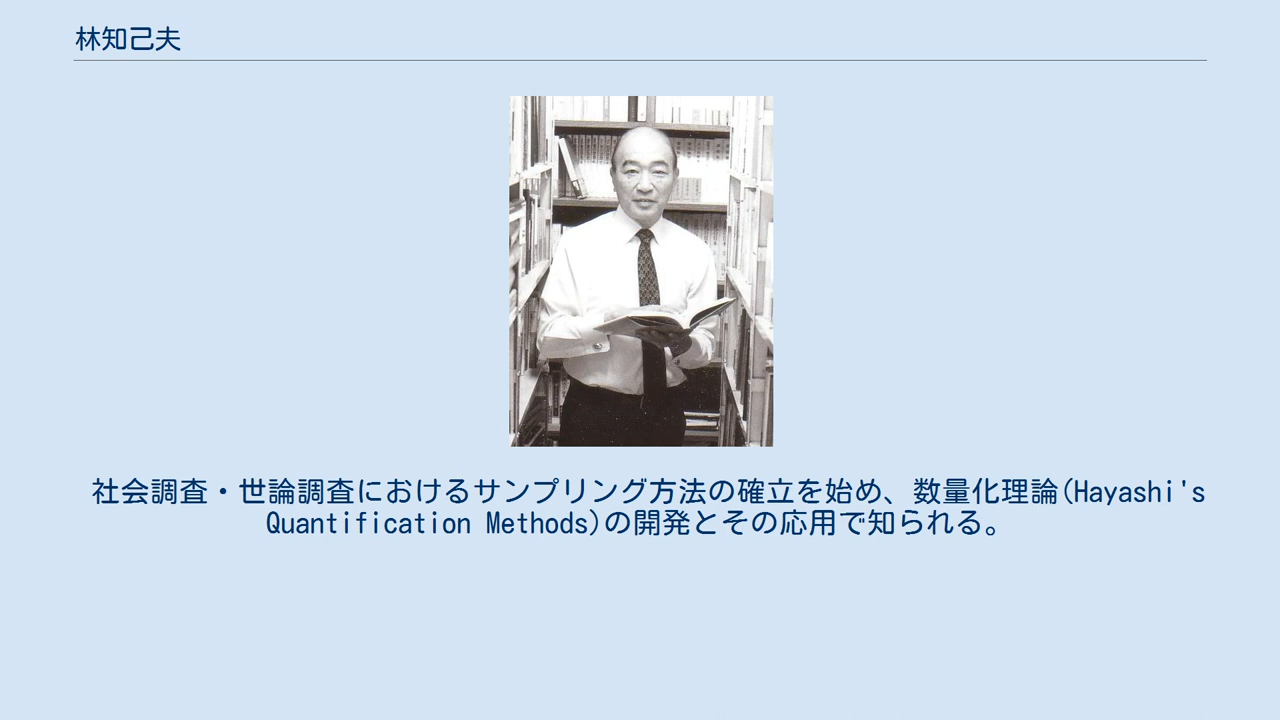 林知己夫
社会調査・世論調査におけるサンプリング方法の確立を始め、数量化理論(Hayashi's
Quantification Methods)の開発とその応用で知られる。